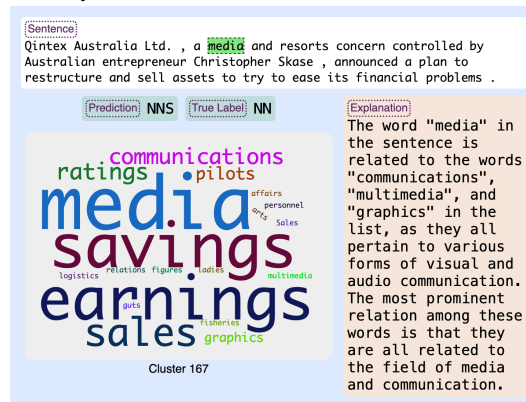 Sentence
Qintex Australia Ltd. , a media and resorts concern controlled by
Australian entrepreneur Christopher Skase , announced a plan to
restructure and sell assets to try to ease its financial problems .
Prediction NNS True Label NN
communications
ratings pilots
media
affairs
personnel
arts
Sales
savings
logistics relations figures ladies multimedia
earnings
guts
sales
fisheries
graphics
Cluster 167
Explanation
The word "media" in
the sentence is
related to the words
"communications",
"multimedia", and
"graphics" in the
list, as they all
pertain to various
forms of visual and
audio communication.
The most prominent
relation among these
words is that they
are all related to
the field of media
and communication.